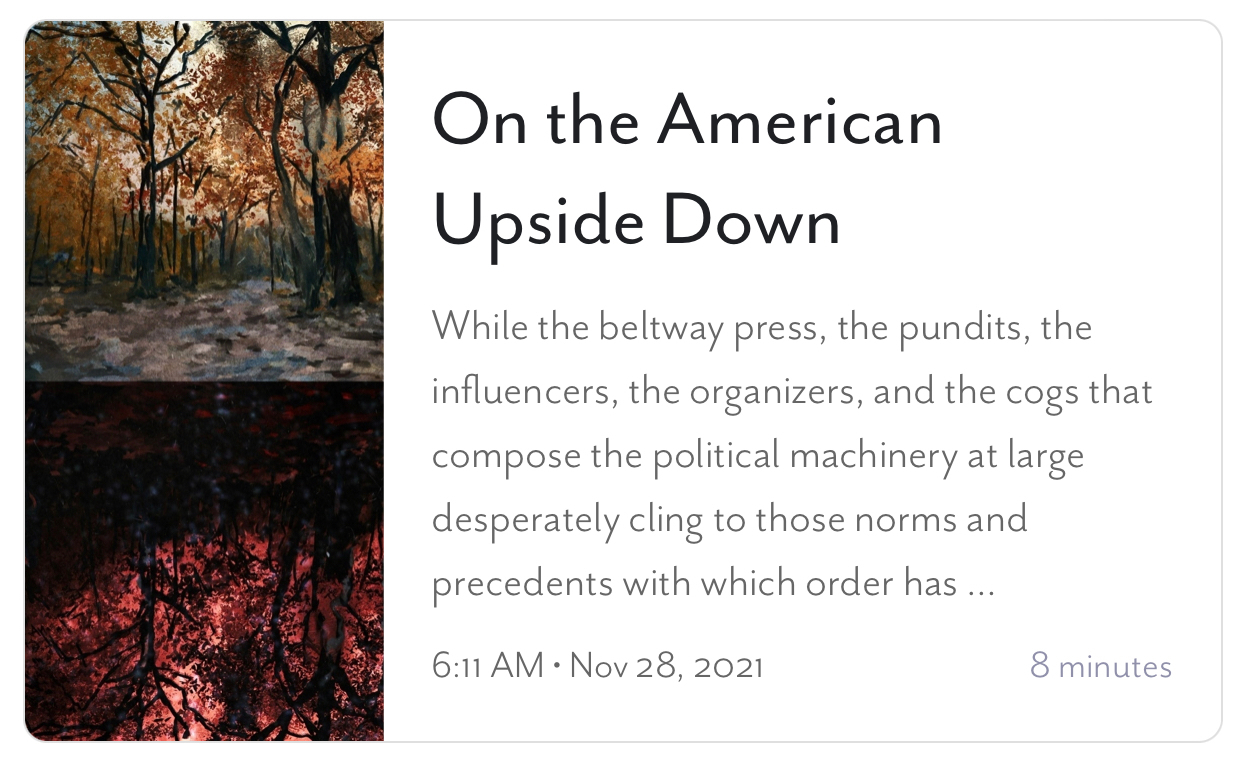 On the American
Upside Down
While the beltway press, the pundits, the
influencers, the organizers, and the cogs that
compose the political machinery at large
desperately cling to those norms and
precedents with which order has ...
6:11 AM • Nov 28, 2021
8 minutes